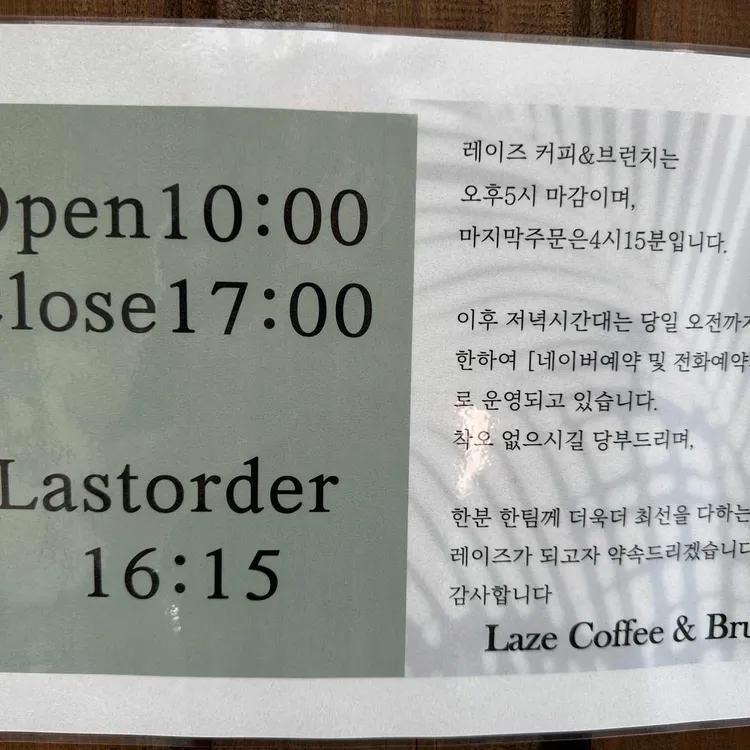 Open10:00
Close17:00
Lastorder
16:15
레이즈 커피&브런치는
오후5시 마감이며,
마지막주문은4시15분입니다.
이후 저녁시간대는 당일 오전까지
한하여 [네이버예약 및 전화예약
로 운영되고 있습니다.
착오 없으시길 당부드리며,
한분 한팀께 더욱더 최선을 다하는
레이즈가 되고자 약속드리겠습니다
감사합니다
Laze Coffee & Bru